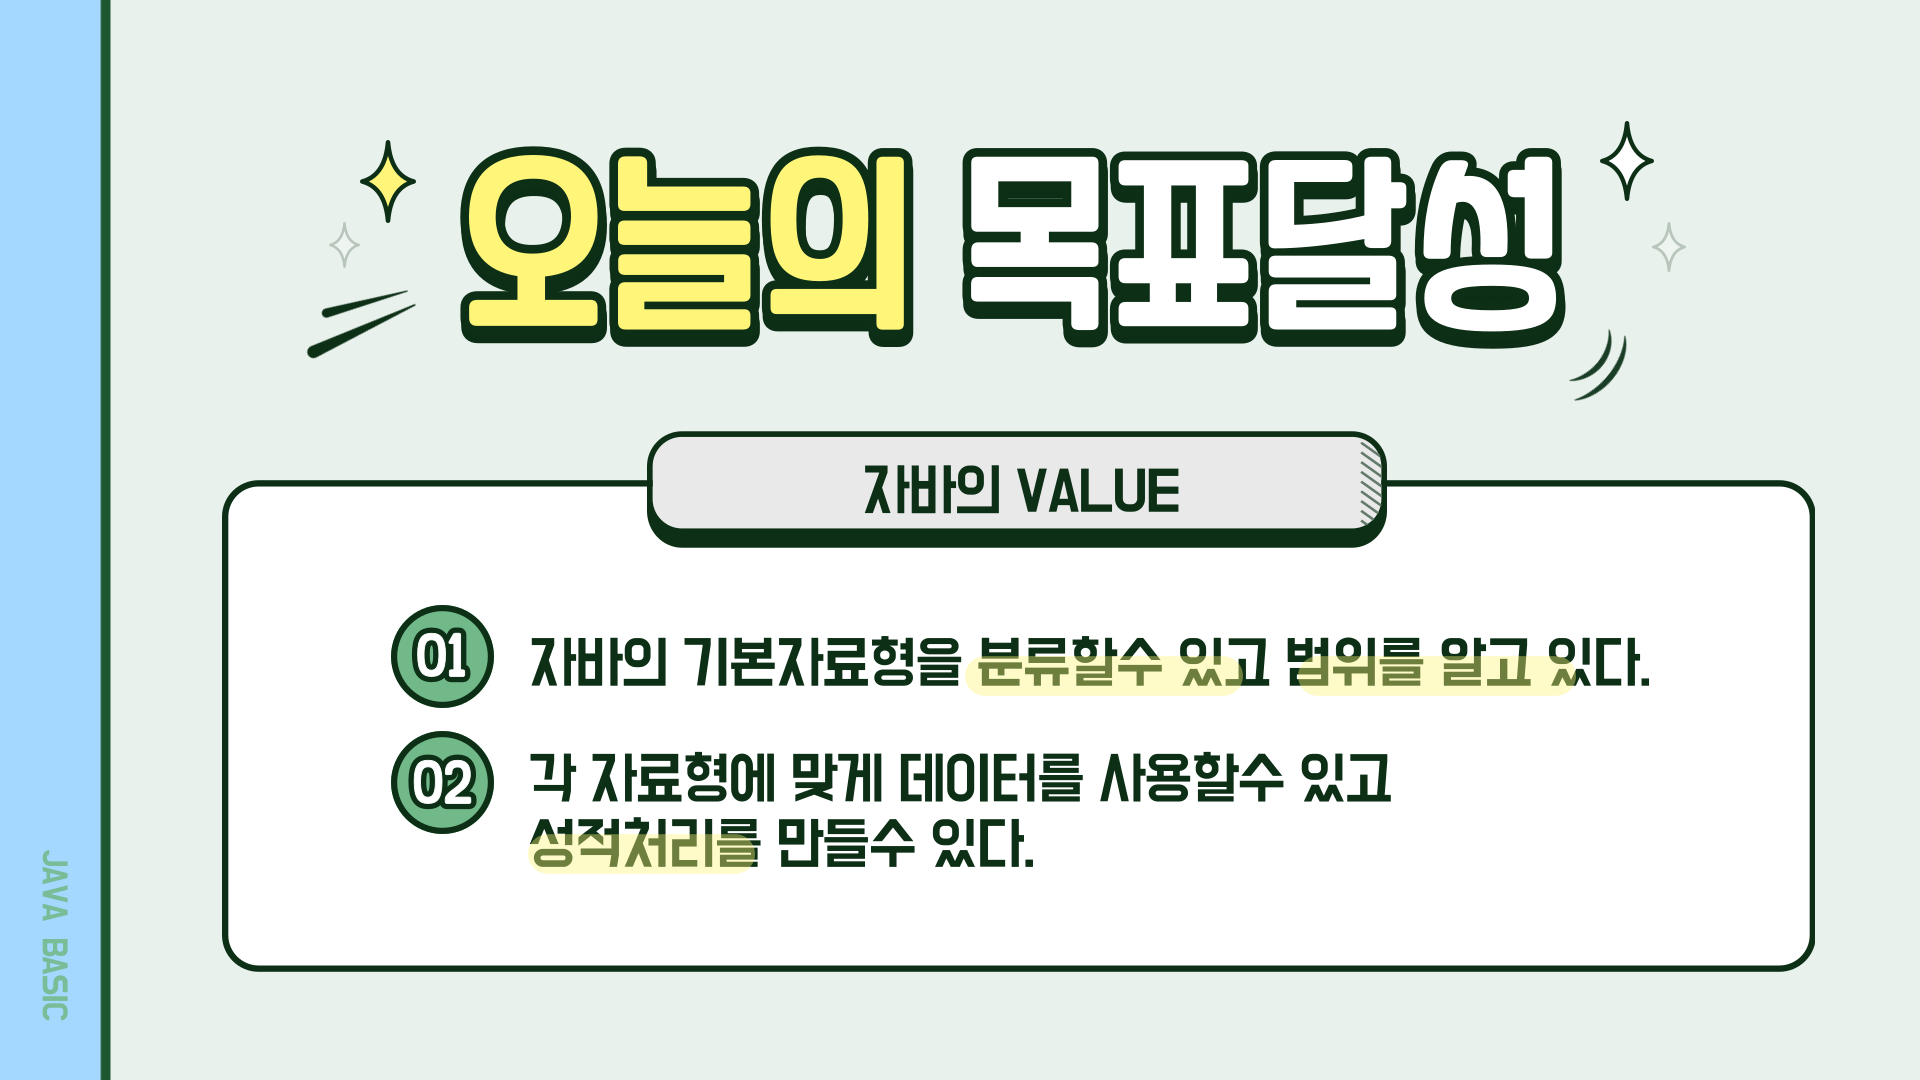 오늘의 목표달성
자바의 VALUE
01 자바의 기본자료형을 분류할수 있고 범위를 알고 있다.
02 각 자료형에 맞게 데이터를 사용할수 있고
성적처리를 만들수 있다.
JAVA BASIC